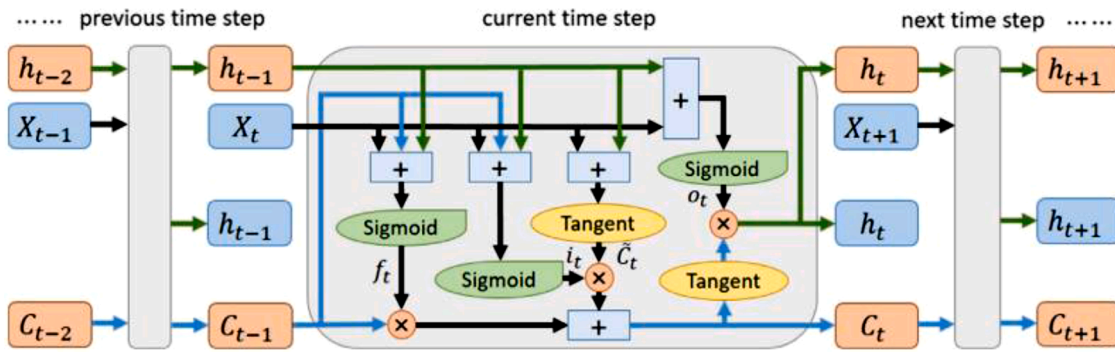 …… previous time step current time step next time step ……
h_{t-2} h_{t-1} h_t h_{t+1}
X_{t-1} X_t + X_{t+1}
+ + + Sigmoid
o_t
Sigmoid Tangent × h_t h_{t+1}
h_{t-1}
f_t i_t C̃_t
Sigmoid × Tangent
C_{t-2} C_{t-1} × + C_t C_{t+1}